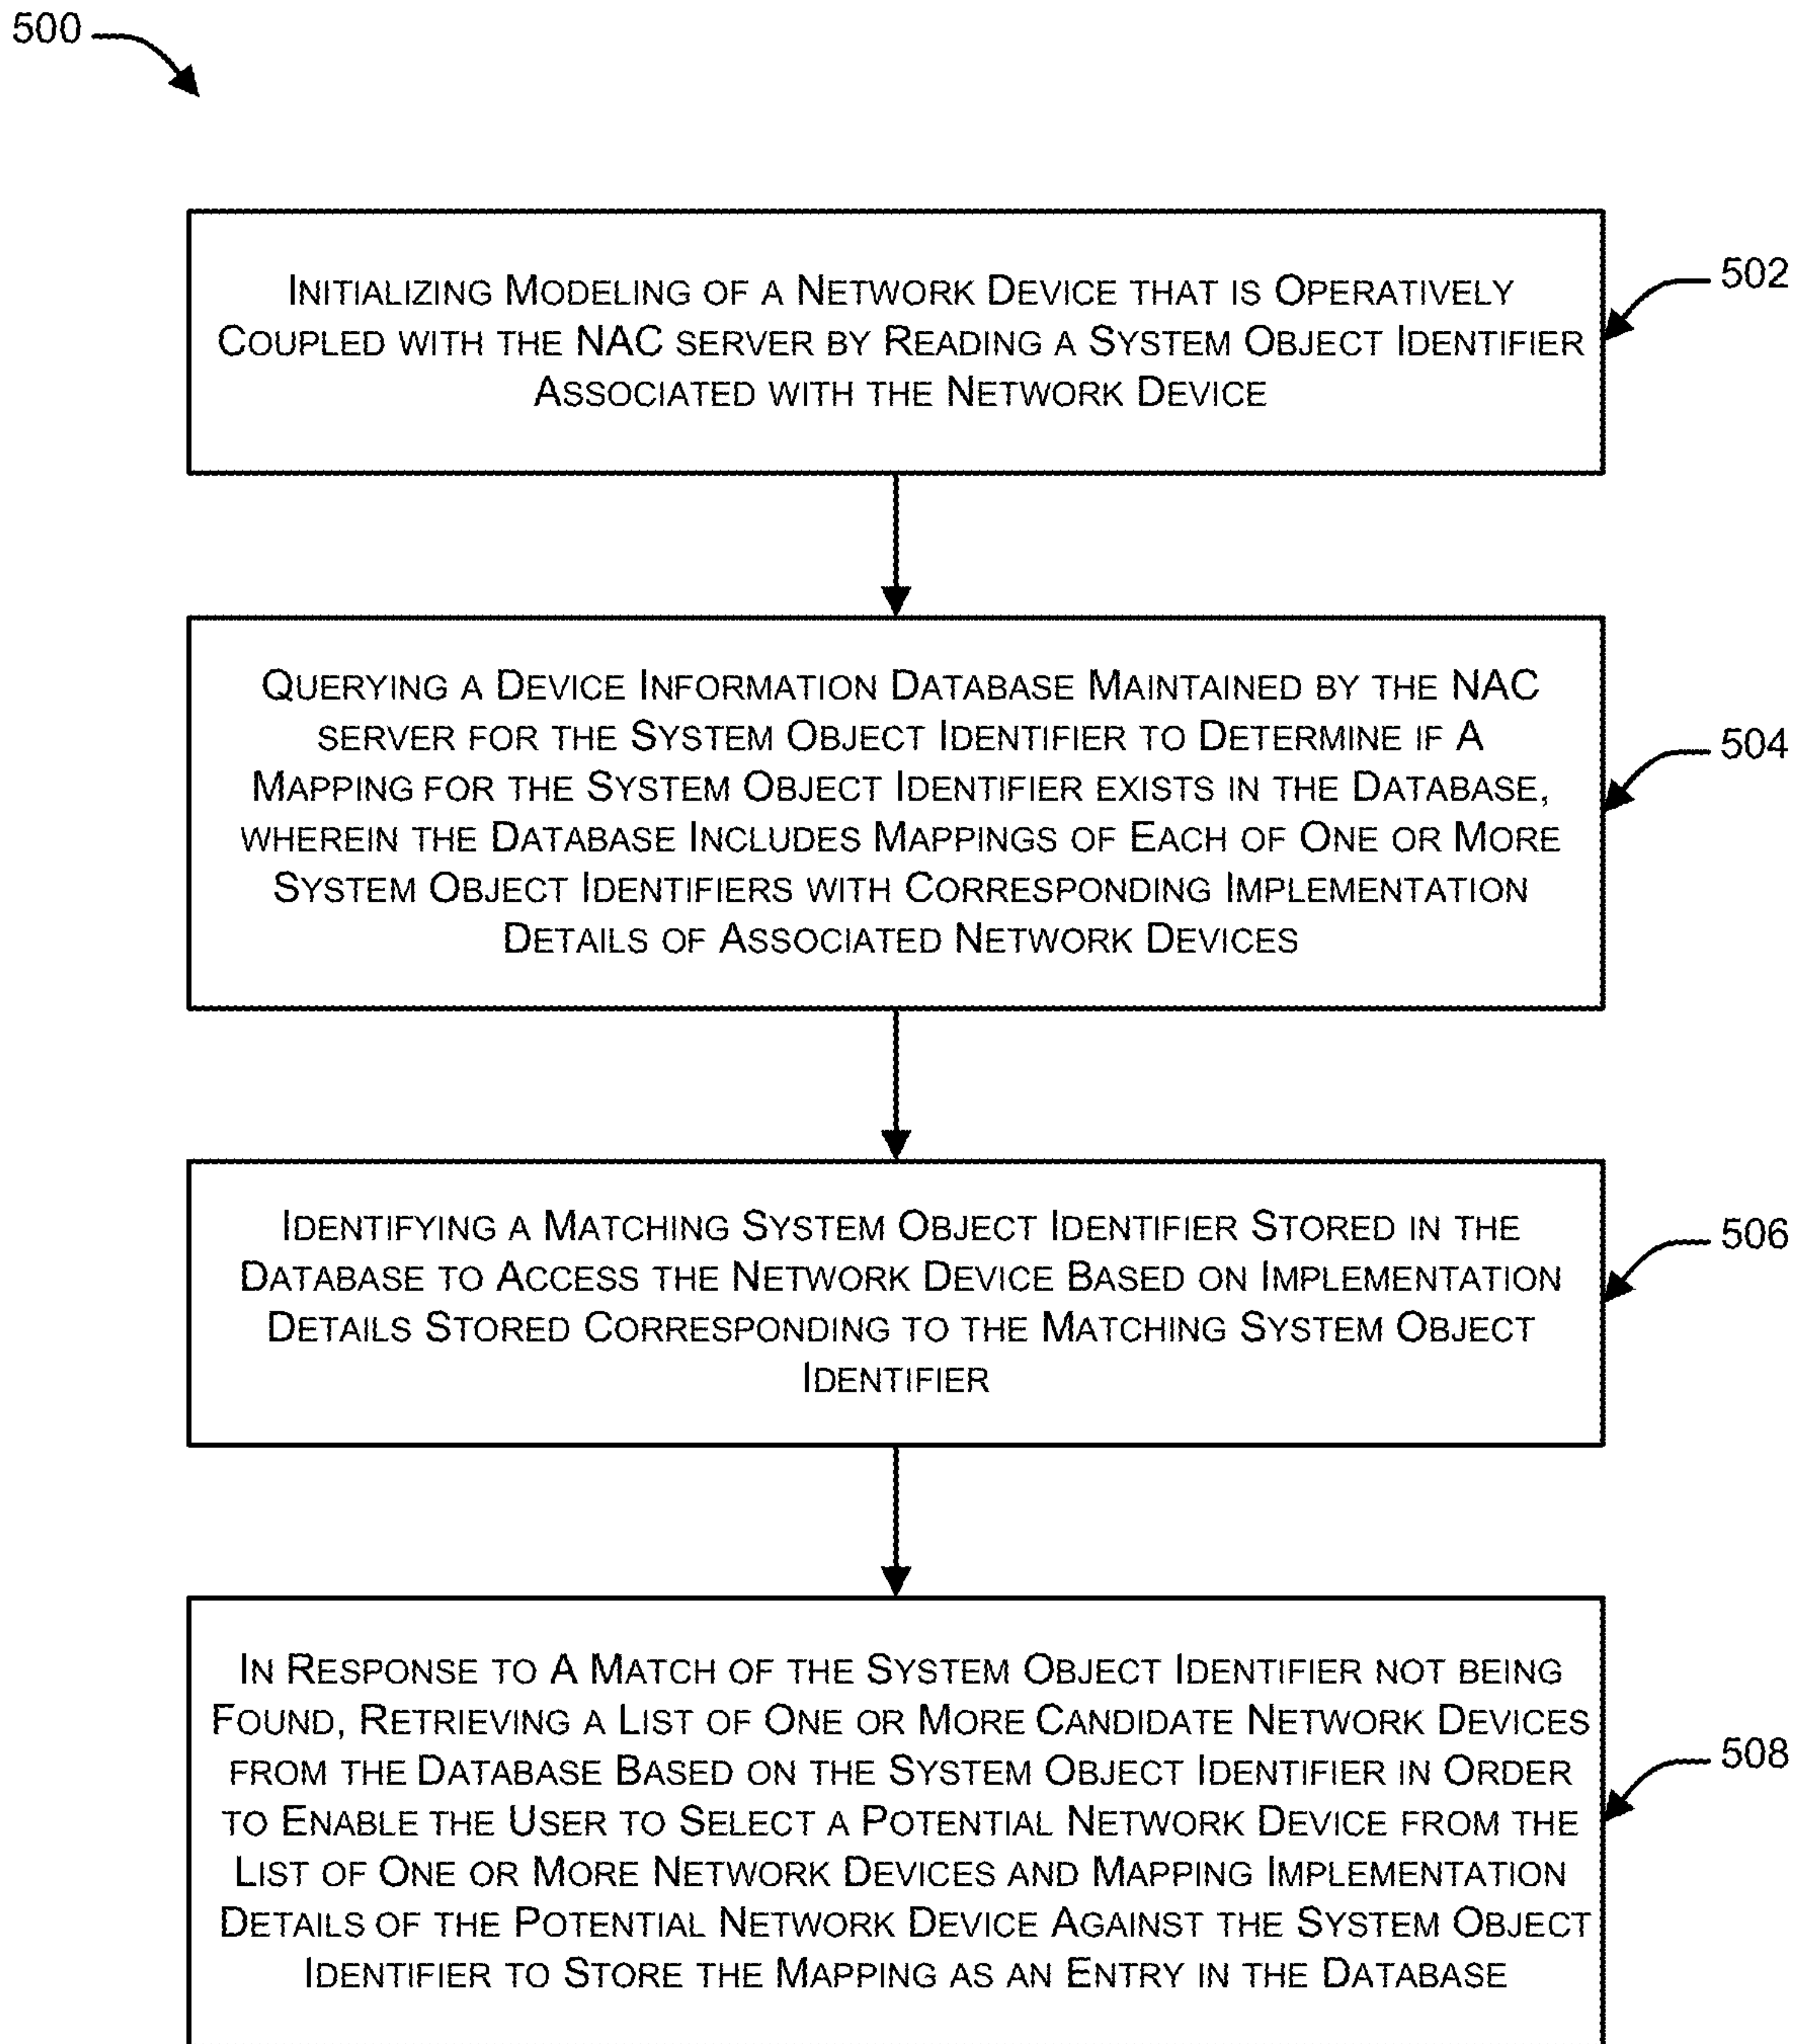 500
INITIALIZING MODELING OF A NETWORK DEVICE THAT IS OPERATIVELY
COUPLED WITH THE NAC SERVER BY READING A SYSTEM OBJECT IDENTIFIER
ASSOCIATED WITH THE NETWORK DEVICE
502
QUERYING A DEVICE INFORMATION DATABASE MAINTAINED BY THE NAC
SERVER FOR THE SYSTEM OBJECT IDENTIFIER TO DETERMINE IF A
MAPPING FOR THE SYSTEM OBJECT IDENTIFIER EXISTS IN THE DATABASE,
WHEREIN THE DATABASE INCLUDES MAPPINGS OF EACH OF ONE OR MORE
SYSTEM OBJECT IDENTIFIERS WITH CORRESPONDING IMPLEMENTATION
DETAILS OF ASSOCIATED NETWORK DEVICES
504
IDENTIFYING A MATCHING SYSTEM OBJECT IDENTIFIER STORED IN THE
DATABASE TO ACCESS THE NETWORK DEVICE BASED ON IMPLEMENTATION
DETAILS STORED CORRESPONDING TO THE MATCHING SYSTEM OBJECT
IDENTIFIER
506
IN RESPONSE TO A MATCH OF THE SYSTEM OBJECT IDENTIFIER NOT BEING
FOUND, RETRIEVING A LIST OF ONE OR MORE CANDIDATE NETWORK DEVICES
FROM THE DATABASE BASED ON THE SYSTEM OBJECT IDENTIFIER IN ORDER
TO ENABLE THE USER TO SELECT A POTENTIAL NETWORK DEVICE FROM THE
LIST OF ONE OR MORE NETWORK DEVICES AND MAPPING IMPLEMENTATION
DETAILS OF THE POTENTIAL NETWORK DEVICE AGAINST THE SYSTEM OBJECT
IDENTIFIER TO STORE THE MAPPING AS AN ENTRY IN THE DATABASE
508